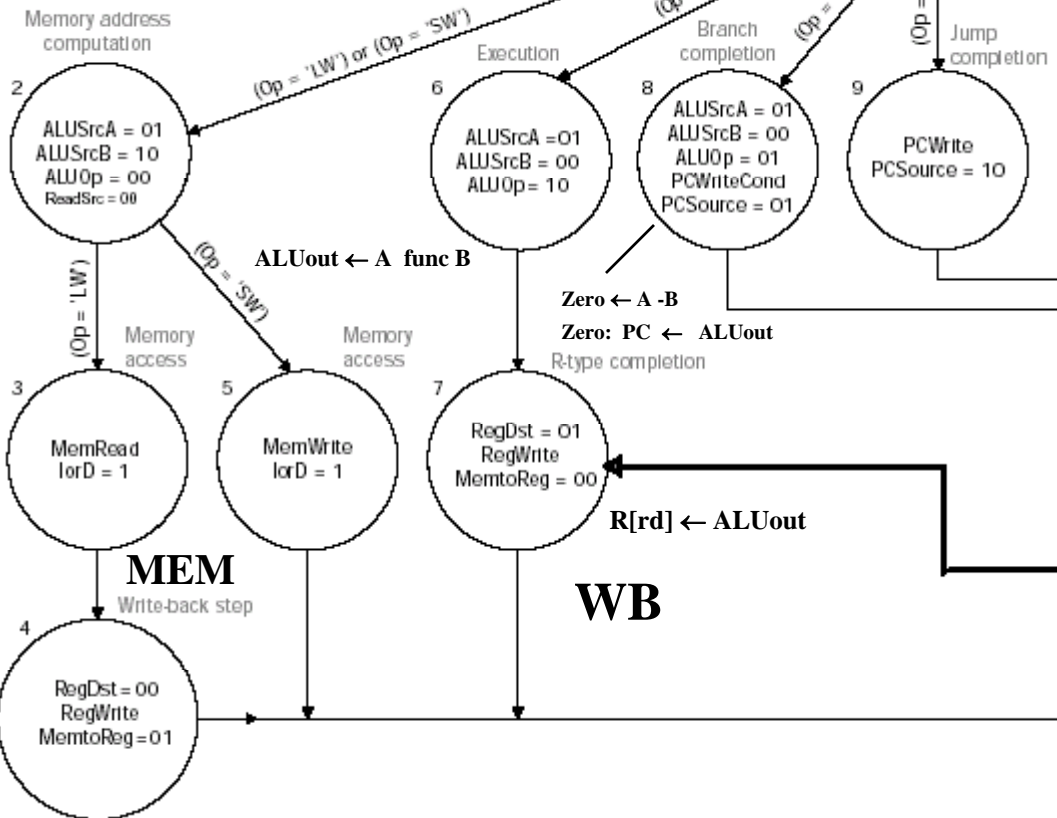 Memory address
computation
(Op = 'LW') or (Op = 'SW')
(Op
(Op =
(Op =
Execution
Branch
completion
Jump
completion
2
ALUSrcA = 01
ALUSrcB = 10
ALUOp = 00
ReadSrc = 00
6
ALUSrcA =01
ALUSrcB = 00
ALUOp= 10
8
ALUSrcA = 01
ALUSrcB = 00
ALUOp = 01
PCWriteCond
PCSource = 01
9
PCWrite
PCSource = 10
(Op = 'LW')
(Op = 'SW')
ALUout ← A func B
Zero ← A -B
Zero: PC ← ALUout
Memory
access
Memory
access
R-type completion
3
MemRead
IorD = 1
5
MemWrite
IorD = 1
7
RegDst = 01
RegWrite
MemtoReg = 00
R[rd] ← ALUout
MEM
WB
Write-back step
4
RegDst = 00
RegWrite
MemtoReg =01